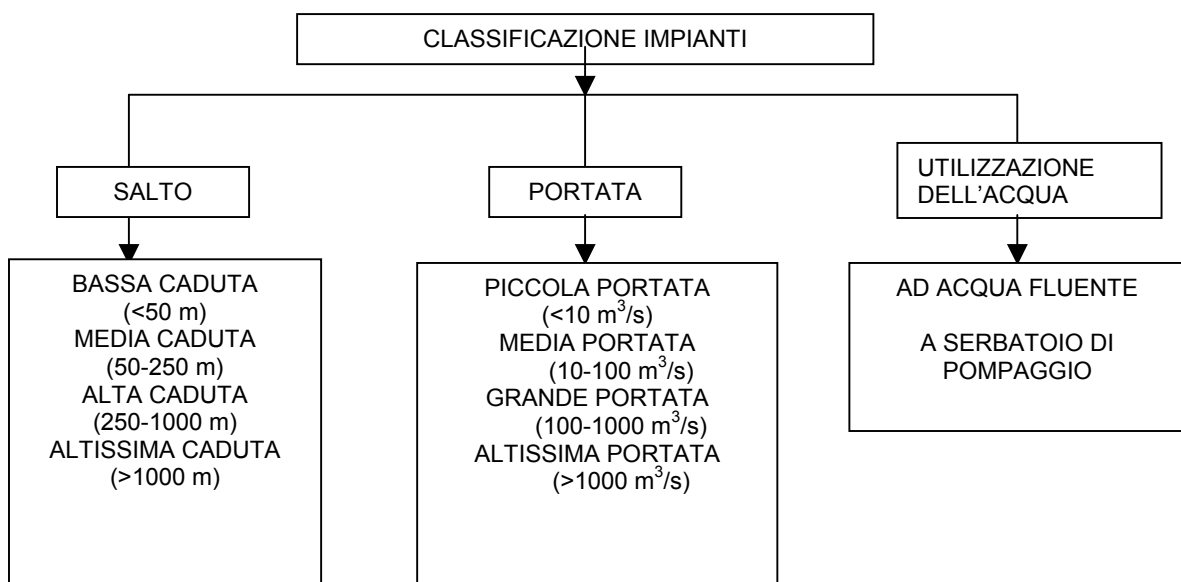 CLASSIFICAZIONE IMPIANTI
SALTO
PORTATA
UTILIZZAZIONE
DELL’ACQUA
BASSA CADUTA
(<50 m)
MEDIA CADUTA
(50-250 m)
ALTA CADUTA
(250-1000 m)
ALTISSIMA CADUTA
(>1000 m)
PICCOLA PORTATA
(<10 m³/s)
MEDIA PORTATA
(10-100 m³/s)
GRANDE PORTATA
(100-1000 m³/s)
ALTISSIMA PORTATA
(>1000 m³/s)
AD ACQUA FLUENTE
A SERBATOIO DI
POMPAGGIO